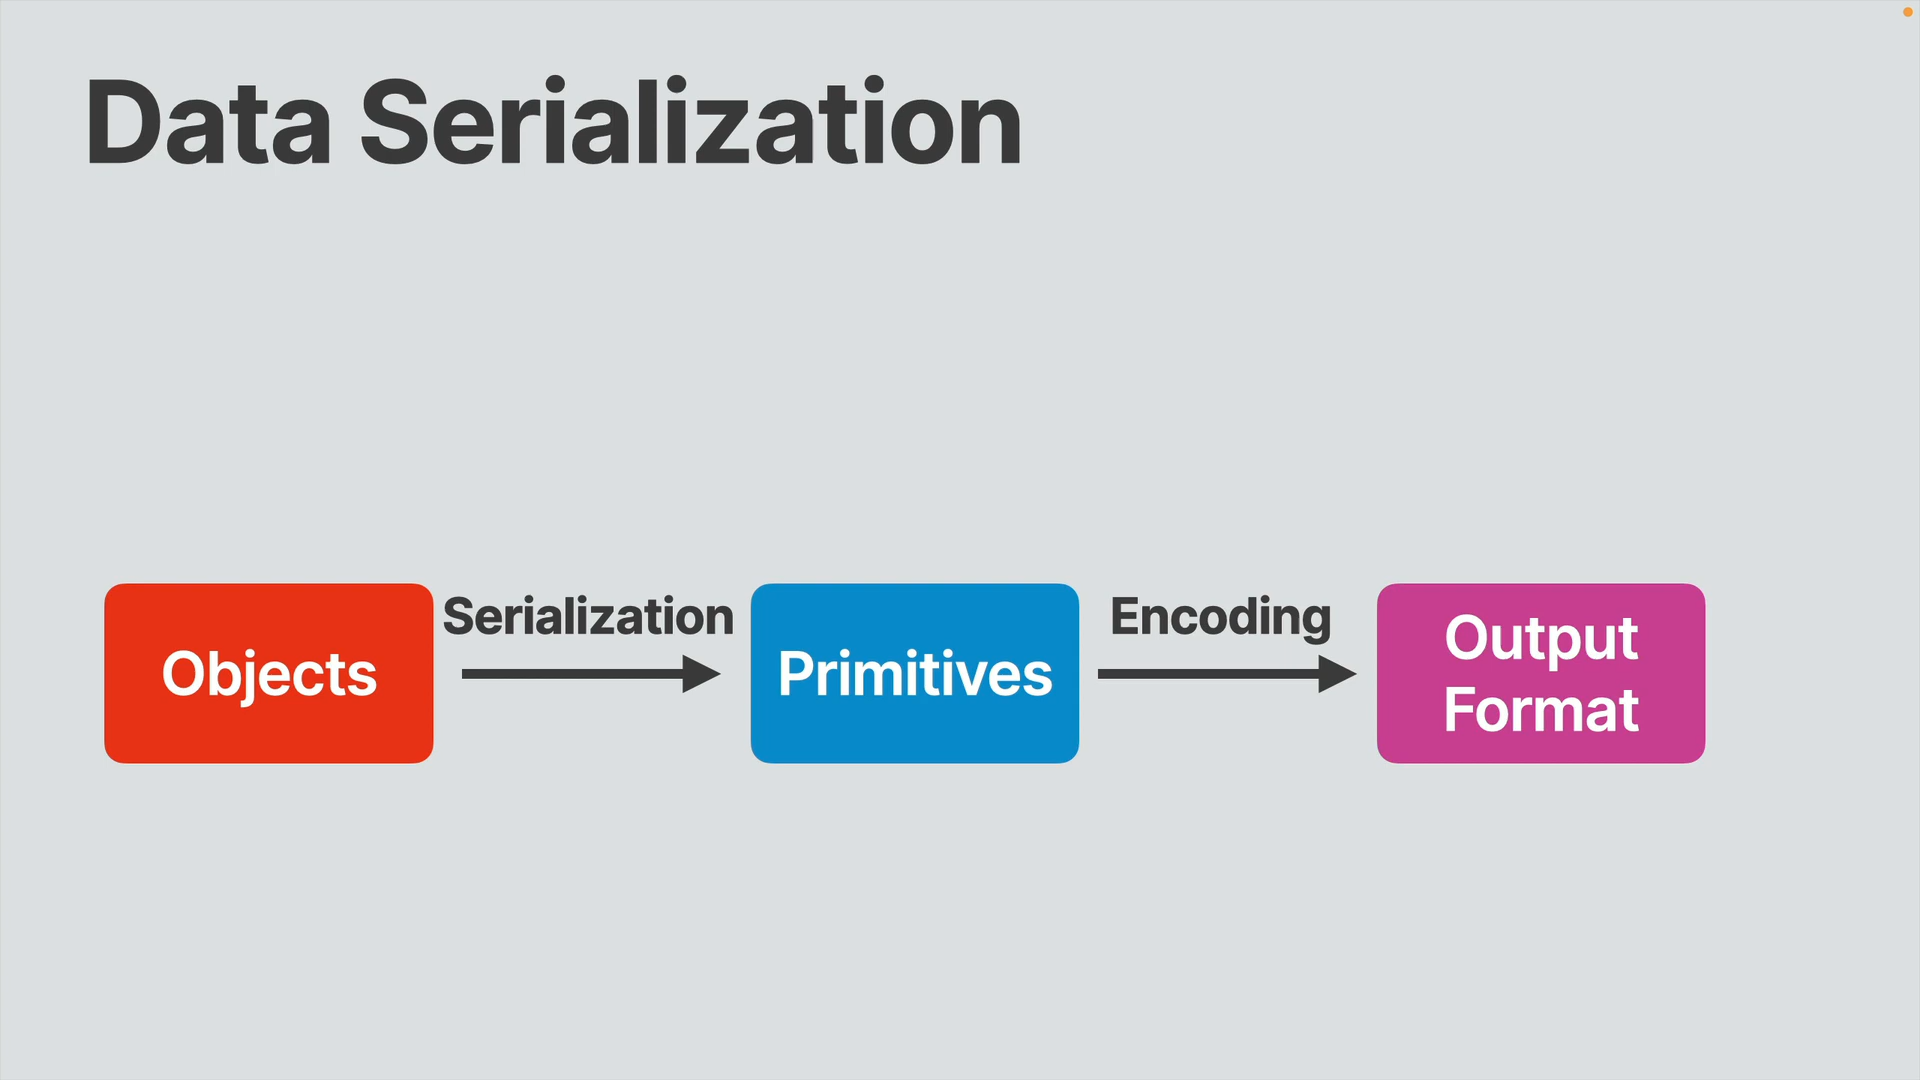 Data Serialization
Objects
Serialization
Primitives
Encoding
Output
Format